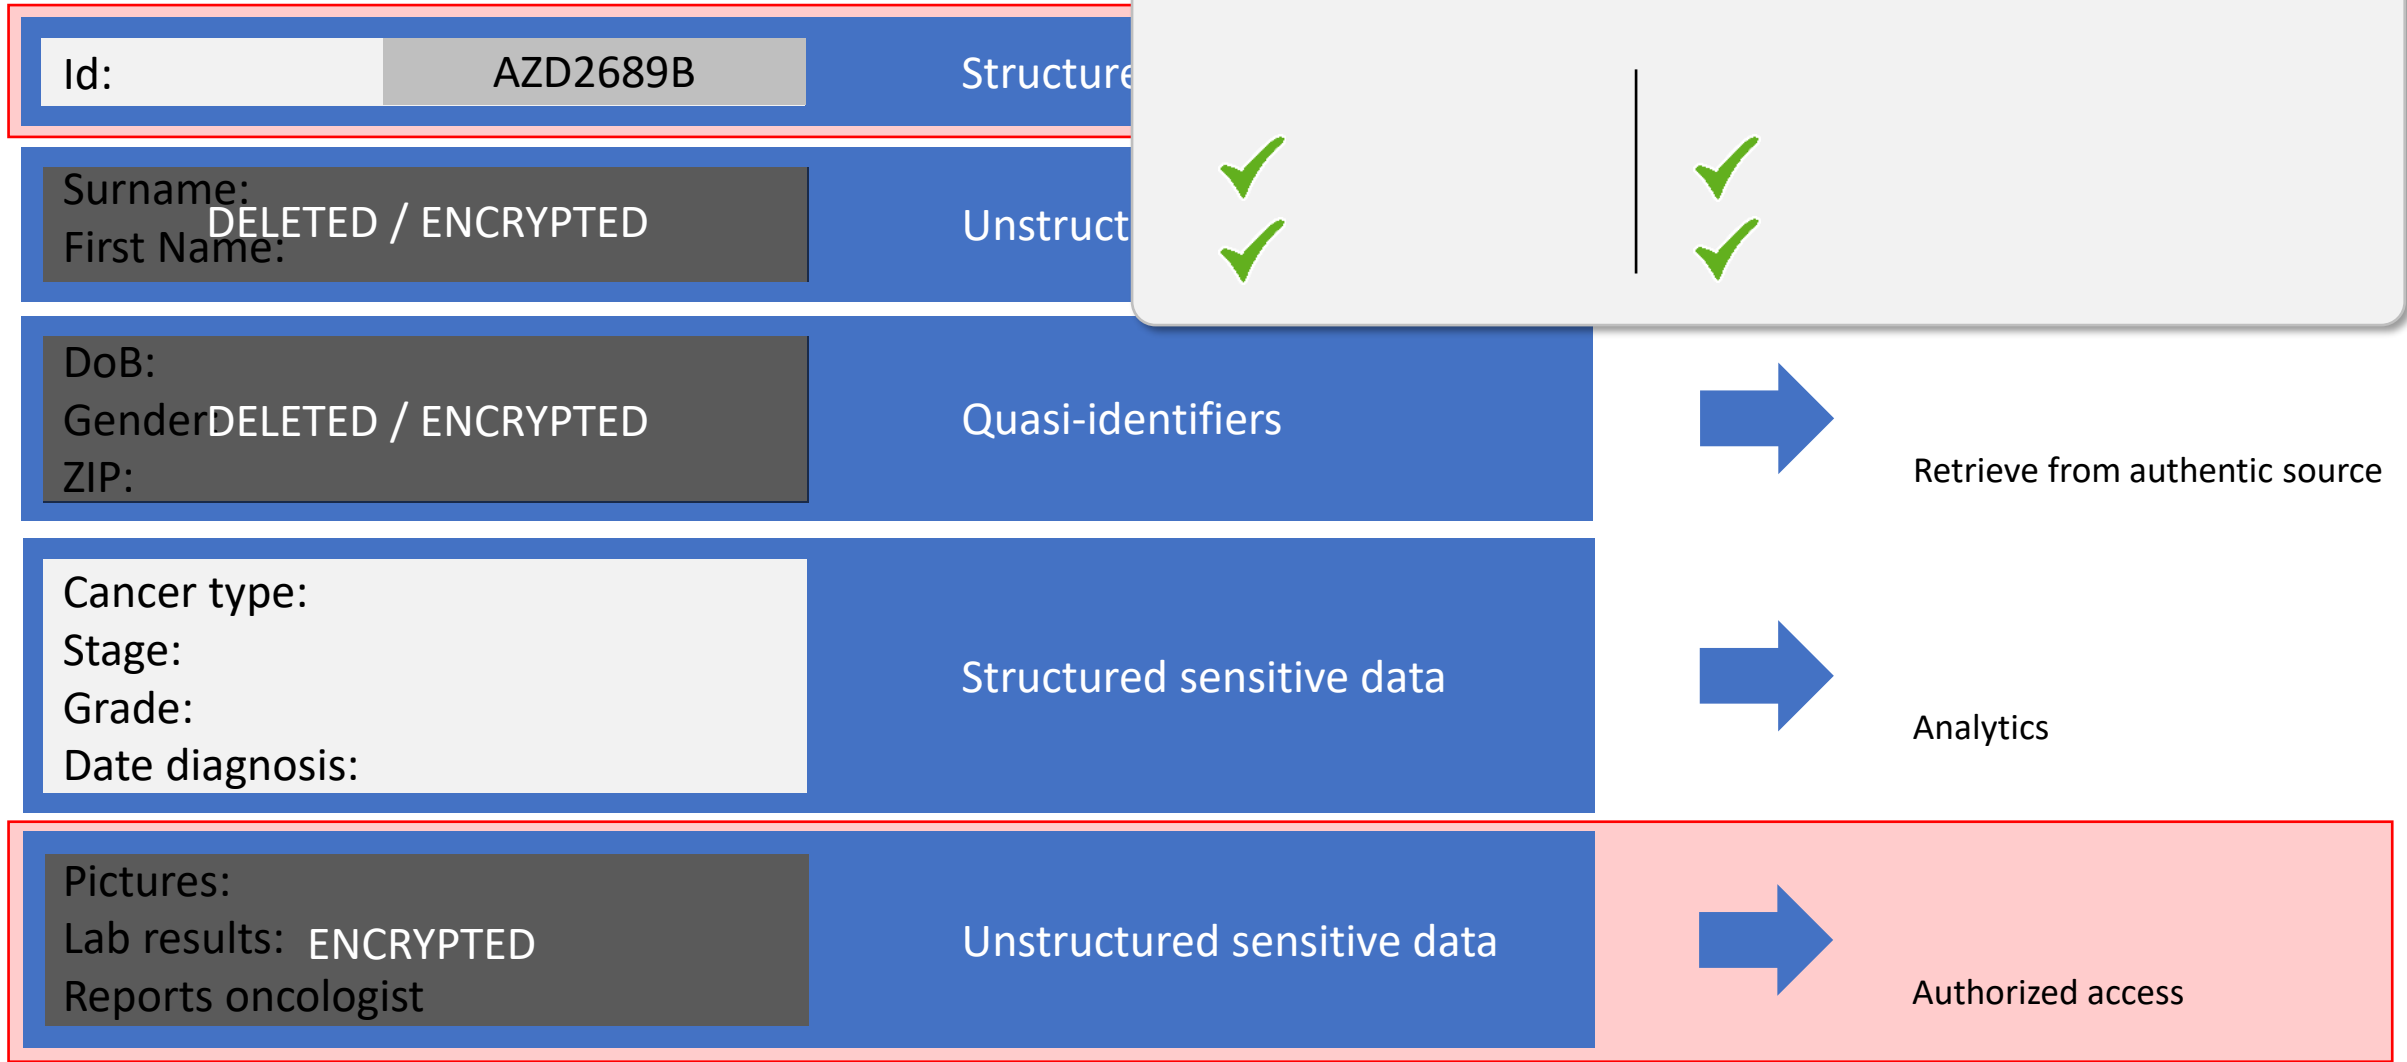 Id:
AZD2689B
Structure
Surname:
First Name:
DELETED / ENCRYPTED
Unstruct
DoB:
Gender:
ZIP:
DELETED / ENCRYPTED
Quasi-identifiers
Retrieve from authentic source
Cancer type:
Stage:
Grade:
Date diagnosis:
Structured sensitive data
Analytics
Pictures:
Lab results:
Reports oncologist
ENCRYPTED
Unstructured sensitive data
Authorized access